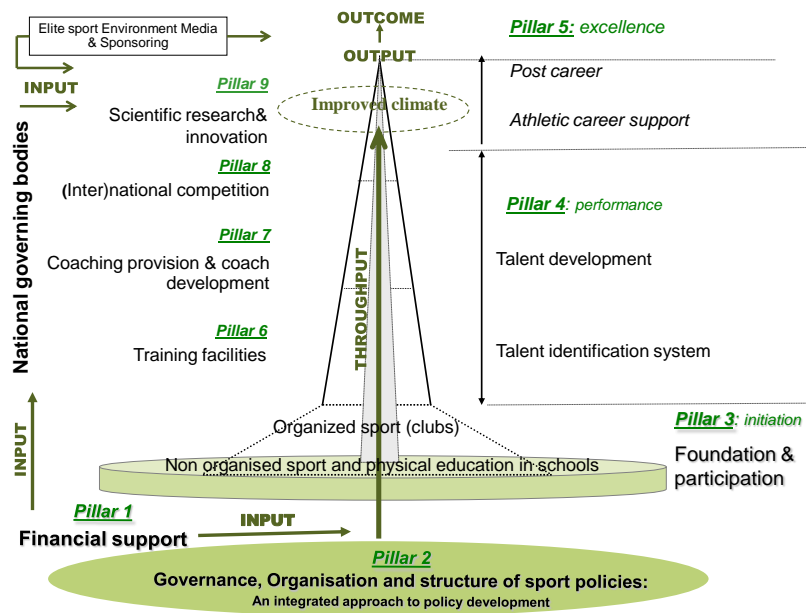 Elite sport Environment Media
& Sponsoring
INPUT
OUTCOME
OUTPUT
Pillar 5: excellence
Post career
Athletic career support
Pillar 9
Scientific research&
innovation
Improved climate
Pillar 8
(Inter)national competition
Pillar 4: performance
Pillar 7
Coaching provision & coach
development
Talent development
THROUGHPUT
National governing bodies
Pillar 6
Training facilities
Talent identification system
INPUT
Organized sport (clubs)
Pillar 3: initiation
Foundation &
participation
Non organised sport and physical education in schools
Pillar 1
Financial support
INPUT
Pillar 2
Governance, Organisation and structure of sport policies:
An integrated approach to policy development